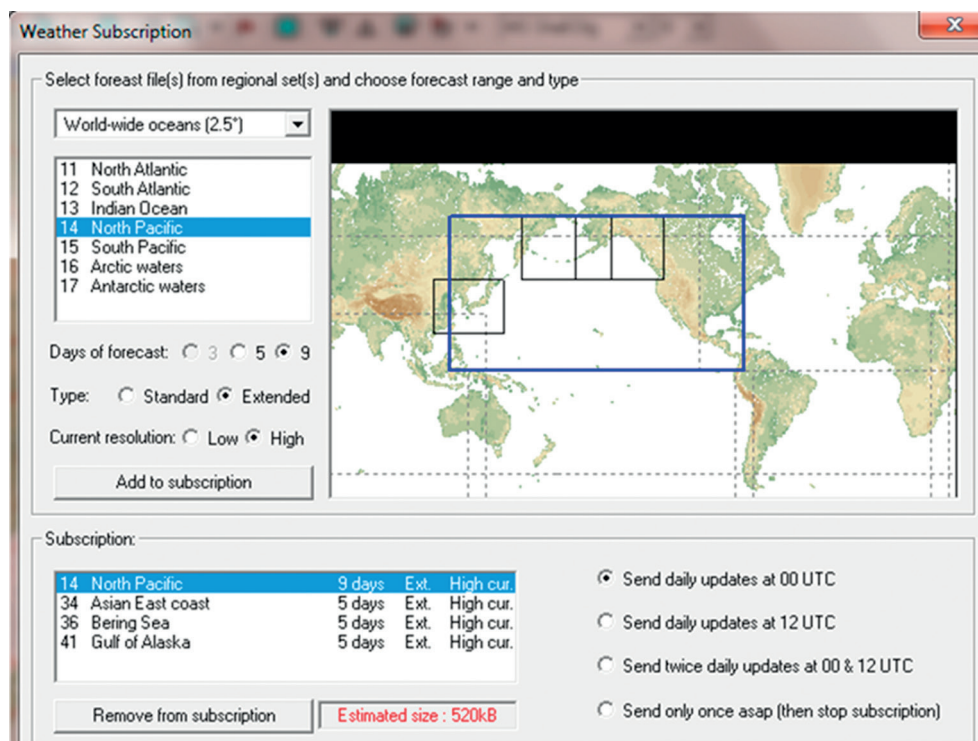 Weather Subscription
Select foreast file(s) from regional set(s) and choose forecast range and type
World-wide oceans (2.5°)
11 North Atlantic
12 South Atlantic
13 Indian Ocean
14 North Pacific
15 South Pacific
16 Arctic waters
17 Antarctic waters
Days of forecast: 3 5 9
Type: Standard Extended
Current resolution: Low High
Add to subscription
Subscription:
14 North Pacific 9 days Ext. High cur.
34 Asian East coast 5 days Ext. High cur.
36 Bering Sea 5 days Ext. High cur.
41 Gulf of Alaska 5 days Ext. High cur.
Remove from subscription
Estimated size : 520kB
Send daily updates at 00 UTC
Send daily updates at 12 UTC
Send twice daily updates at 00 & 12 UTC
Send only once asap (then stop subscription)